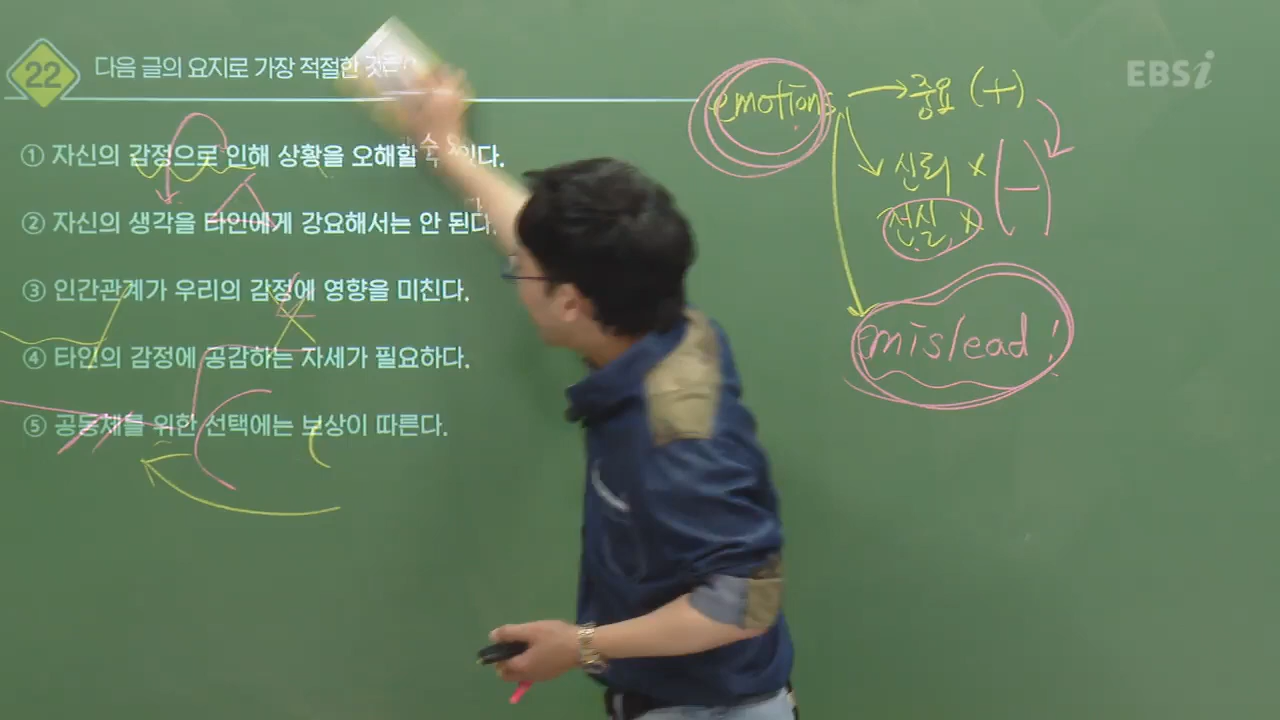 22 다음 글의 요지로 가장 적절한 것은
① 자신의 감정으로 인해 상황을 오해할 수 있다.
② 자신의 생각을 타인에게 강요해서는 안 된다.
③ 인간관계가 우리의 감정에 영향을 미친다.
④ 타인의 감정에 공감하는 자세가 필요하다.
⑤ 공동체를 위한 선택에는 보상이 따른다.
EBSi
emotions → 중요 (+)
신뢰 × (-)
진실 ×
mislead!